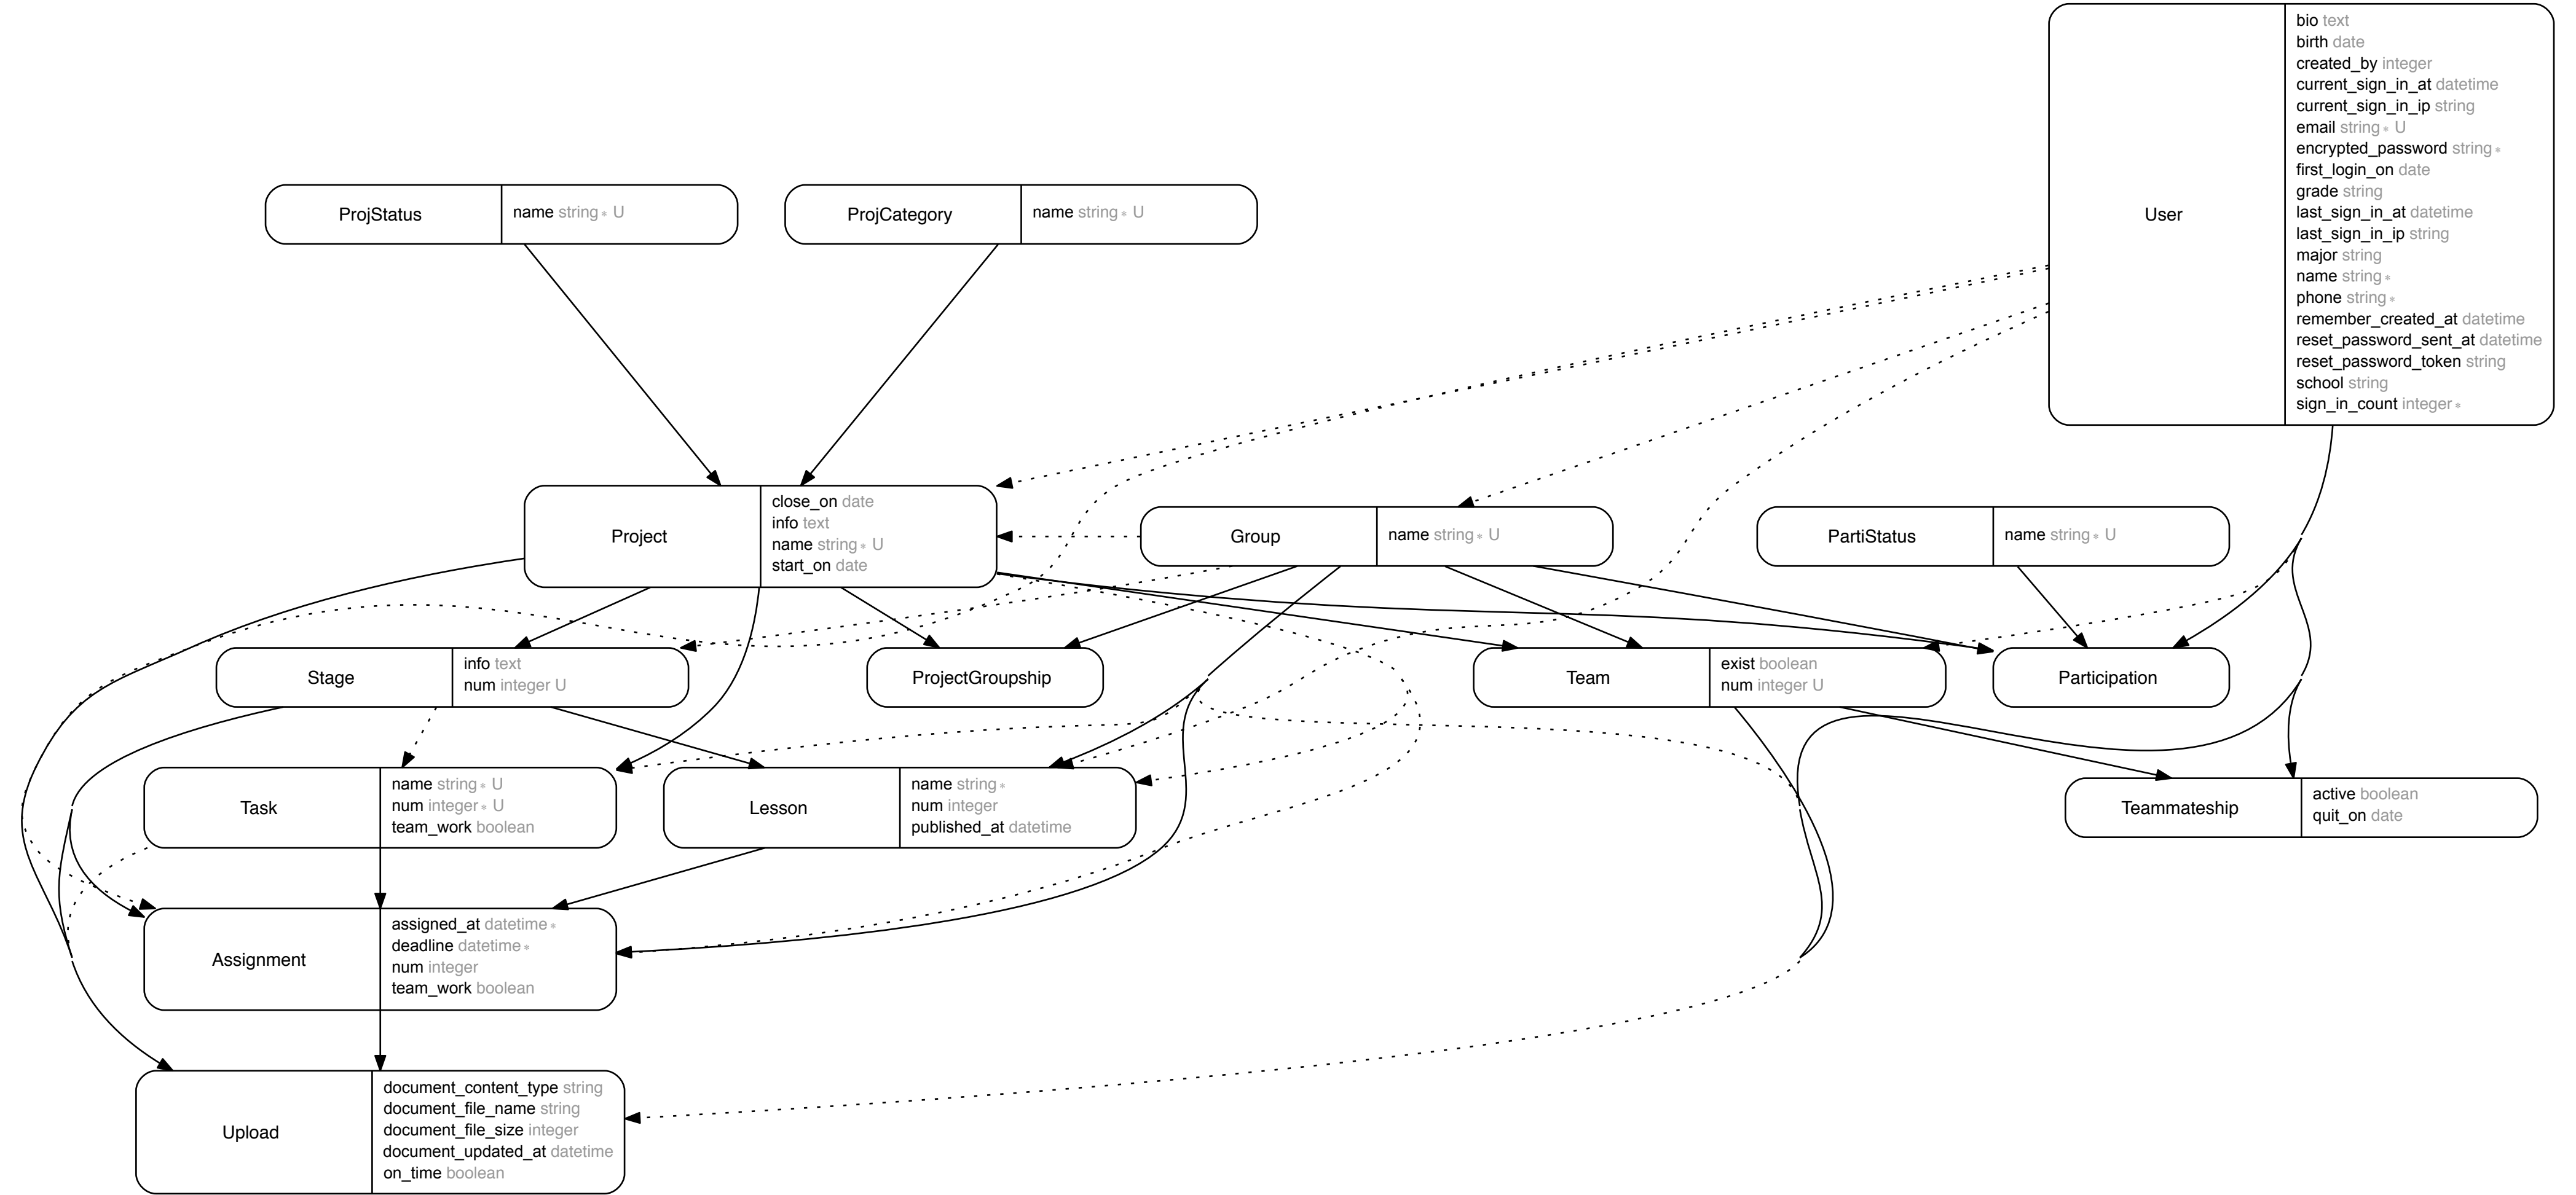 User
bio text
birth date
created_by integer
current_sign_in_at datetime
current_sign_in_ip string
email string* U
encrypted_password string*
first_login_on date
grade string
last_sign_in_at datetime
last_sign_in_ip string
major string
name string*
phone string*
remember_created_at datetime
reset_password_sent_at datetime
reset_password_token string
school string
sign_in_count integer*
ProjStatus
name string* U
ProjCategory
name string* U
Project
close_on date
info text
name string* U
start_on date
Group
name string* U
PartiStatus
name string* U
Stage
info text
num integer U
ProjectGroupship
Team
exist boolean
num integer U
Participation
Task
name string* U
num integer* U
team_work boolean
Lesson
name string*
num integer
published_at datetime
Teammateship
active boolean
quit_on date
Assignment
assigned_at datetime*
deadline datetime*
num integer
team_work boolean
Upload
document_content_type string
document_file_name string
document_file_size integer
document_updated_at datetime
on_time boolean